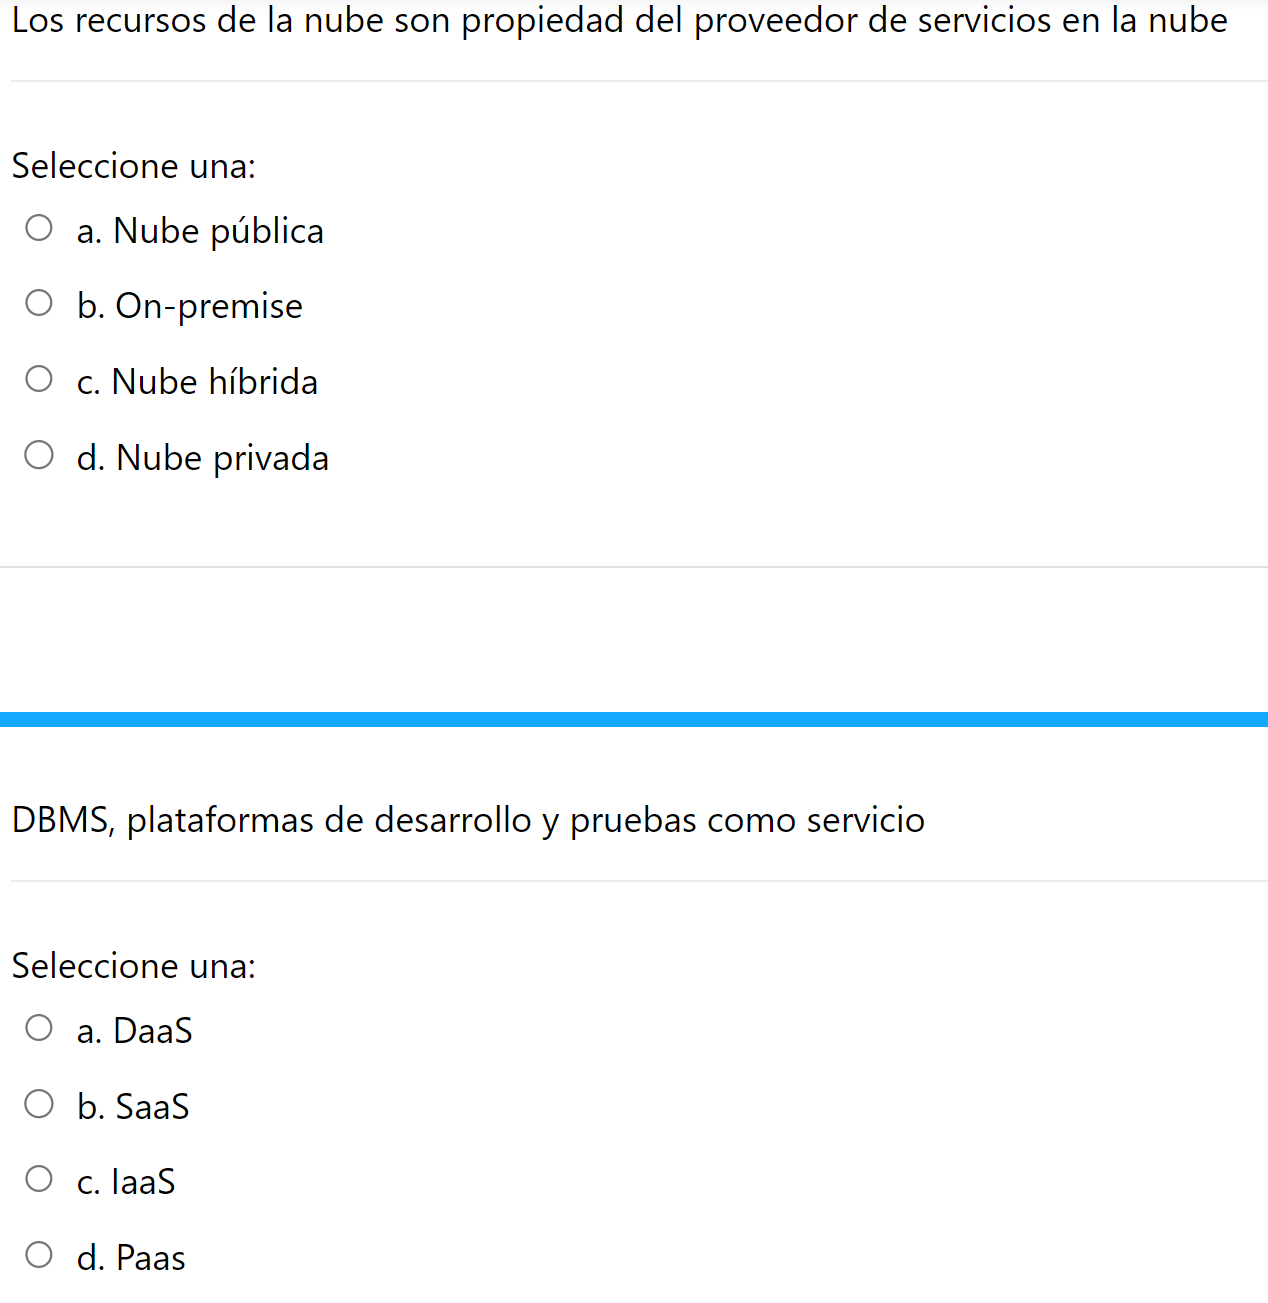 Los recursos de la nube son propiedad del proveedor de servicios en la nube
Seleccione una:
a. Nube pública
b. On-premise
c. Nube híbrida
d. Nube privada
DBMS, plataformas de desarrollo y pruebas como servicio
Seleccione una:
a. DaaS
b. SaaS
c. IaaS
d. Paas